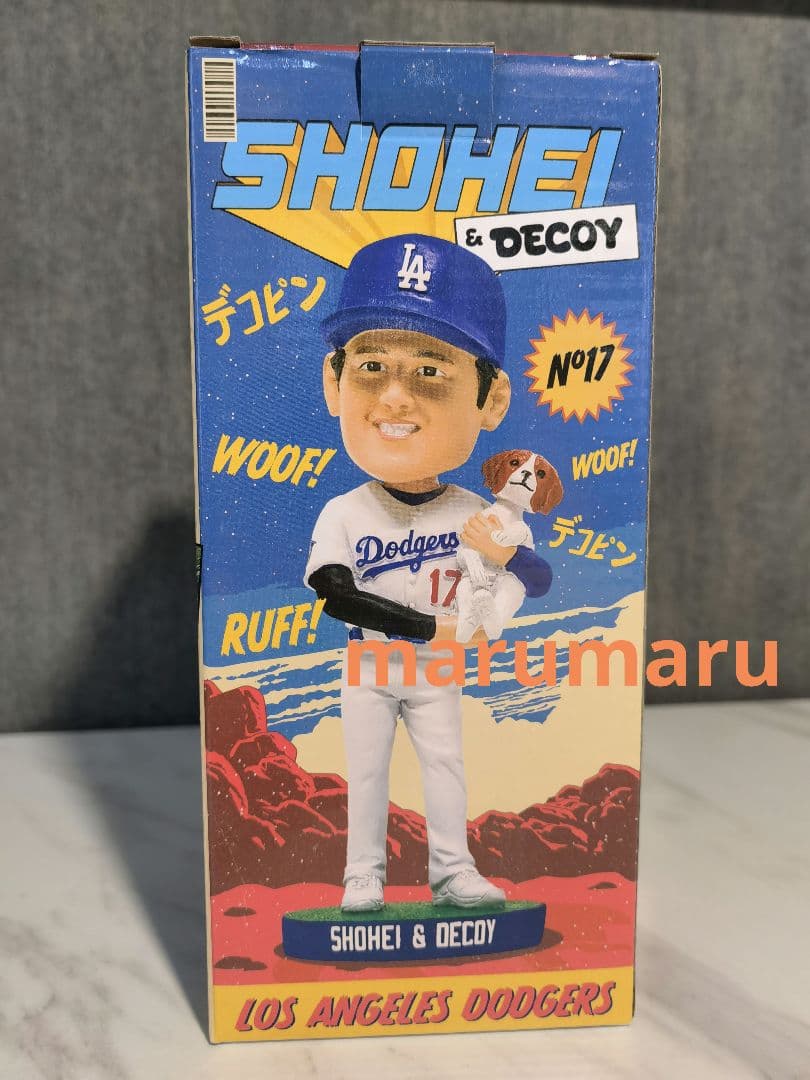 SHOHEI
& DECOY
LA
デコピン
Nº17
WOOF!
WOOF!
デコピン
Dodgers
17
RUFF!
marumaru
SHOHEI & DECOY
LOS ANGELES DODGERS